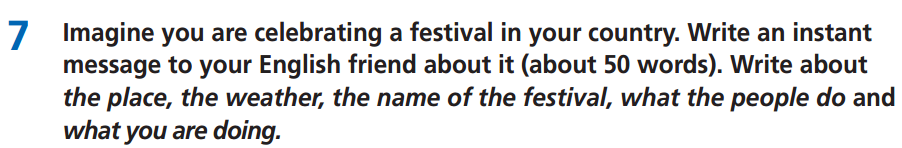 7 Imagine you are celebrating a festival in your country. Write an instant
message to your English friend about it (about 50 words). Write about
the place, the weather, the name of the festival, what the people do and
what you are doing.